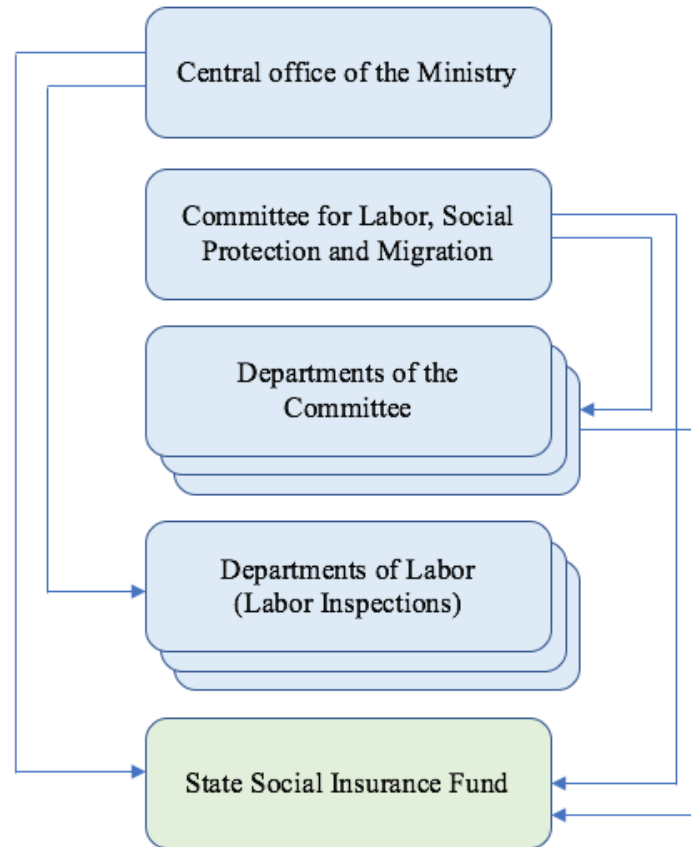 Central office of the Ministry
Committee for Labor, Social
Protection and Migration
Departments of the
Committee
Departments of Labor
(Labor Inspections)
State Social Insurance Fund